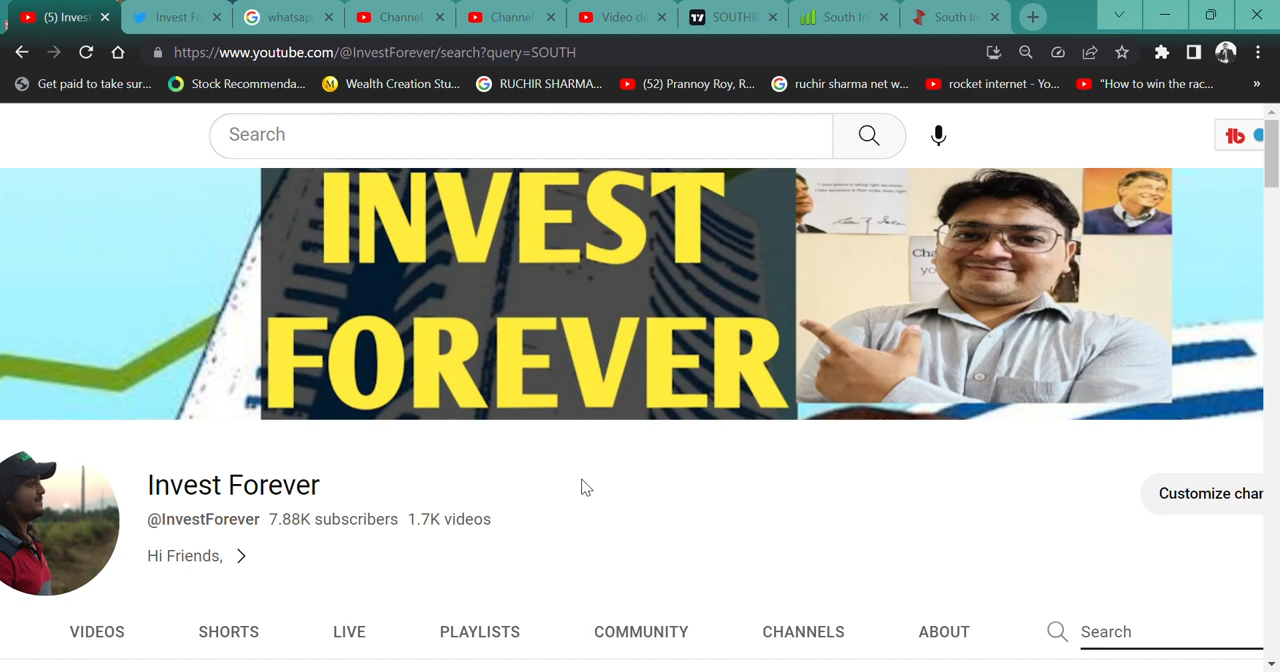 (5) Invest
Invest Fo
whatsap
Channel
Channel
Video de
SOUTHB
South In
South In
https://www.youtube.com/@InvestForever/search?query=SOUTH
Get paid to take sur...
Stock Recommenda...
Wealth Creation Stu...
RUCHIR SHARMA...
(52) Prannoy Roy, R...
ruchir sharma net w...
rocket internet - Yo...
"How to win the rac...
»
Search
INVEST
FOREVER
Invest Forever
@InvestForever 7.88K subscribers 1.7K videos
Hi Friends,
Customize chan
VIDEOS
SHORTS
LIVE
PLAYLISTS
COMMUNITY
CHANNELS
ABOUT
Search